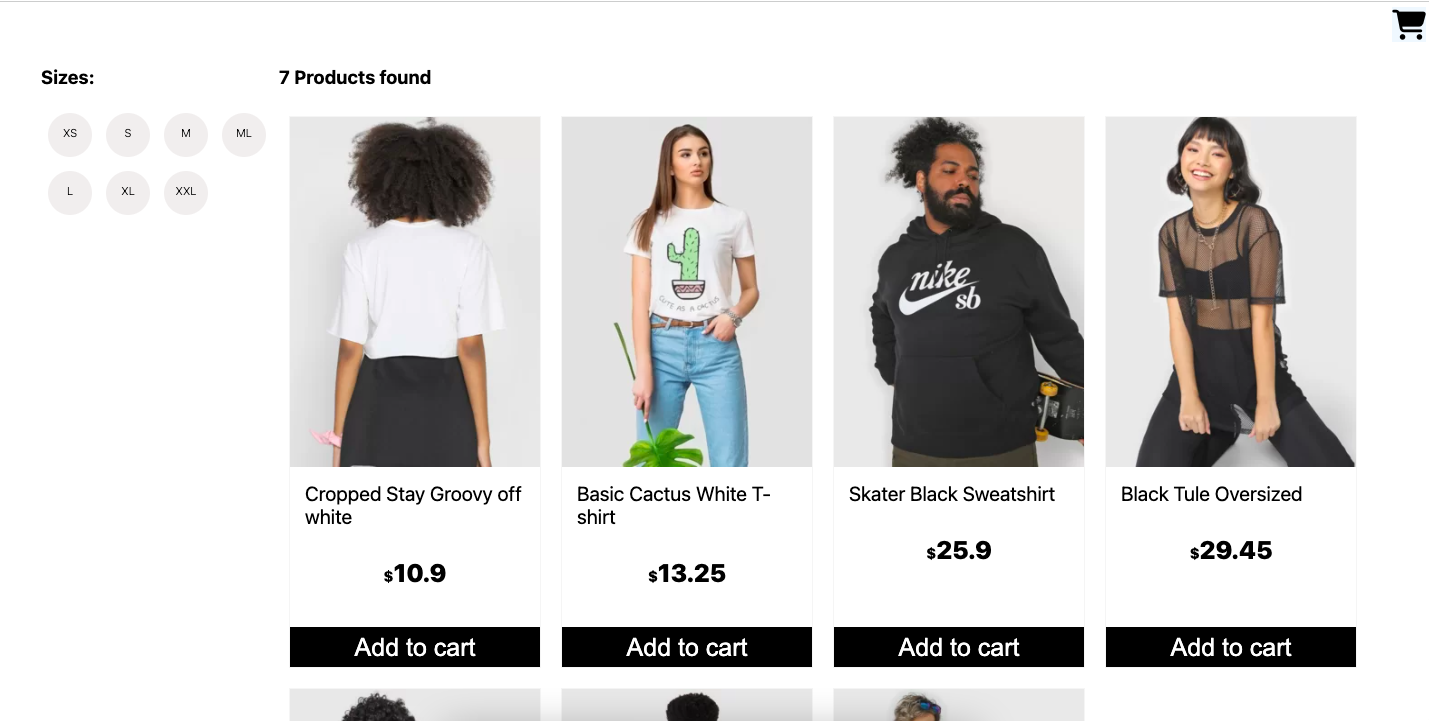 Sizes:
7 Products found
XS
S
M
ML
L
XL
XXL
CUTE AS A CACTUS
nike
sb
Cropped Stay Groovy off
white
$10.9
Add to cart
Basic Cactus White T-
shirt
$13.25
Add to cart
Skater Black Sweatshirt
$25.9
Add to cart
Black Tule Oversized
$29.45
Add to cart